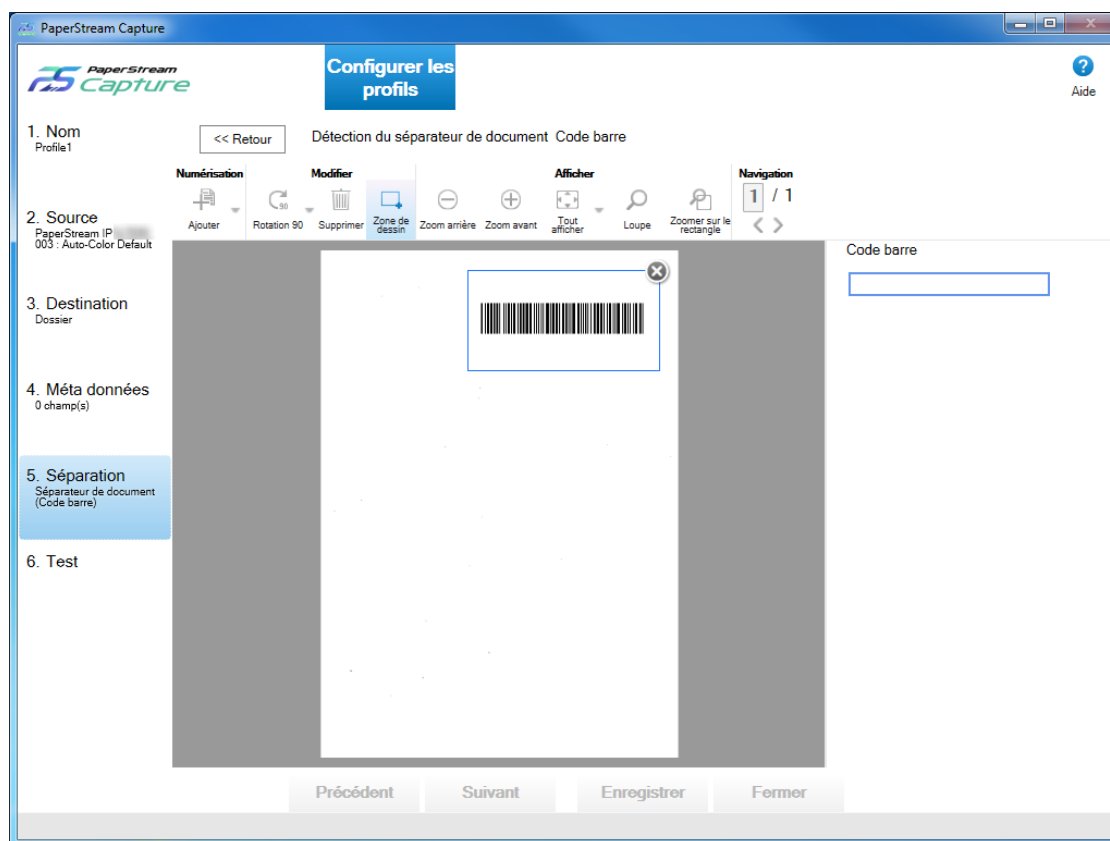 PaperStream Capture
PaperStream
Capture
Configurer les
profils
Aide
1. Nom
Profile1
<< Retour
Détection du séparateur de document Code barre
Numérisation
Modifier
Afficher
Navigation
90
1 / 1
Ajouter
Rotation 90
Supprimer
Zone de
dessin
Zoom arrière
Zoom avant
Tout
afficher
Loupe
Zoomer sur le
rectangle
2. Source
PaperStream IP
003 : Auto-Color Default
Code barre
3. Destination
Dossier
4. Méta données
0 champ(s)
5. Séparation
Séparateur de document
(Code barre)
6. Test
Précédent
Suivant
Enregistrer
Fermer